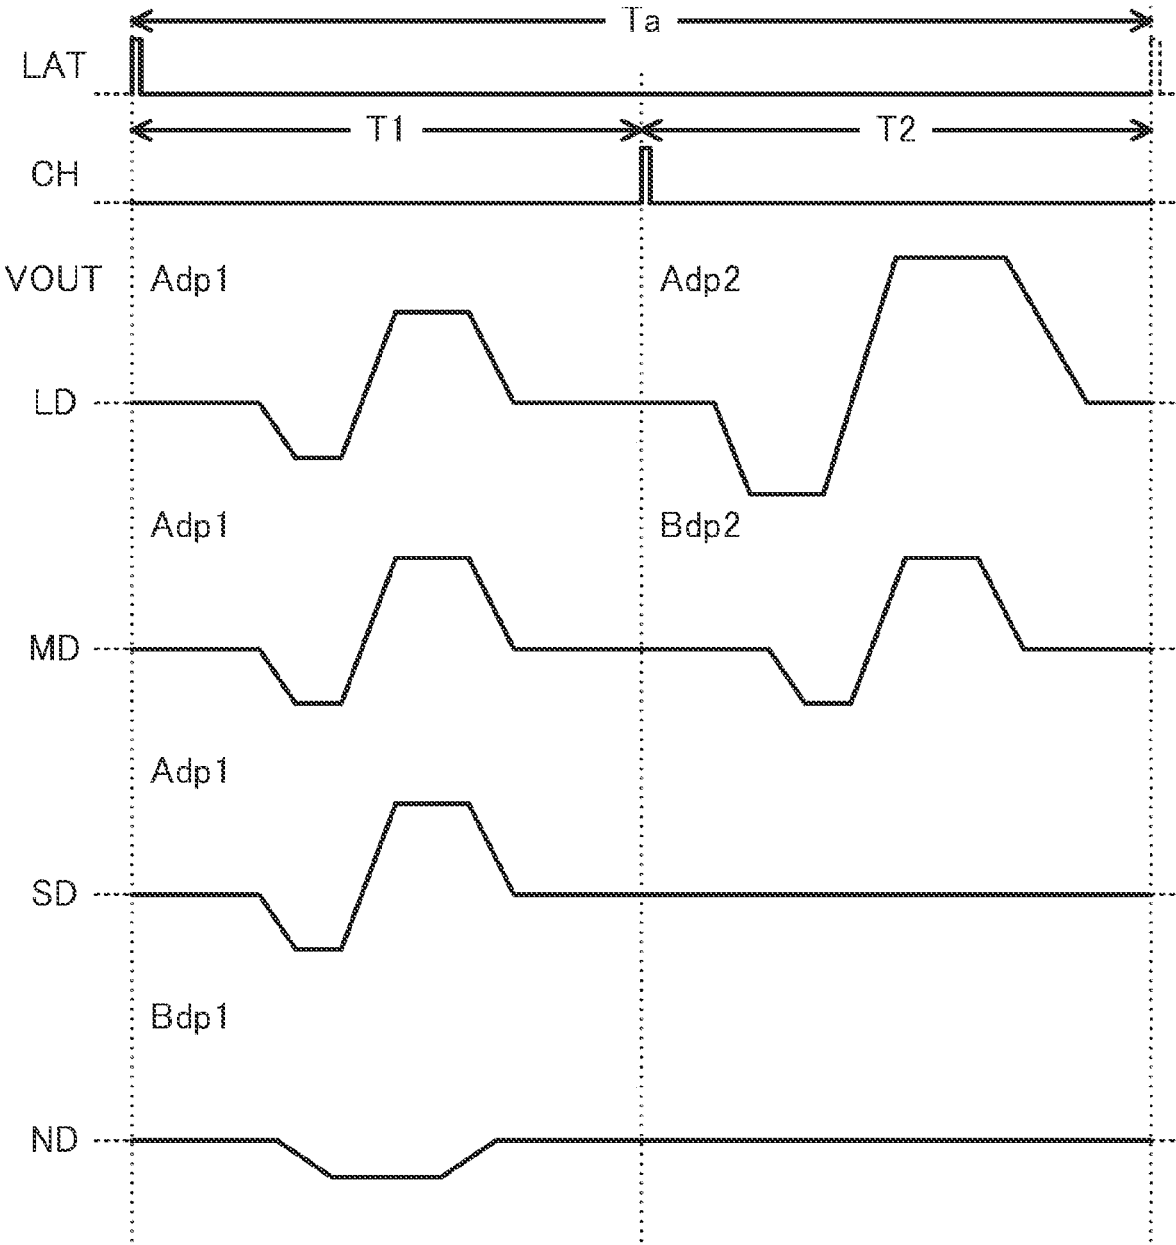 Ta
LAT
T1 T2
CH
VOUT Adp1 Adp2
LD
Adp1 Bdp2
MD
Adp1
SD
Bdp1
ND